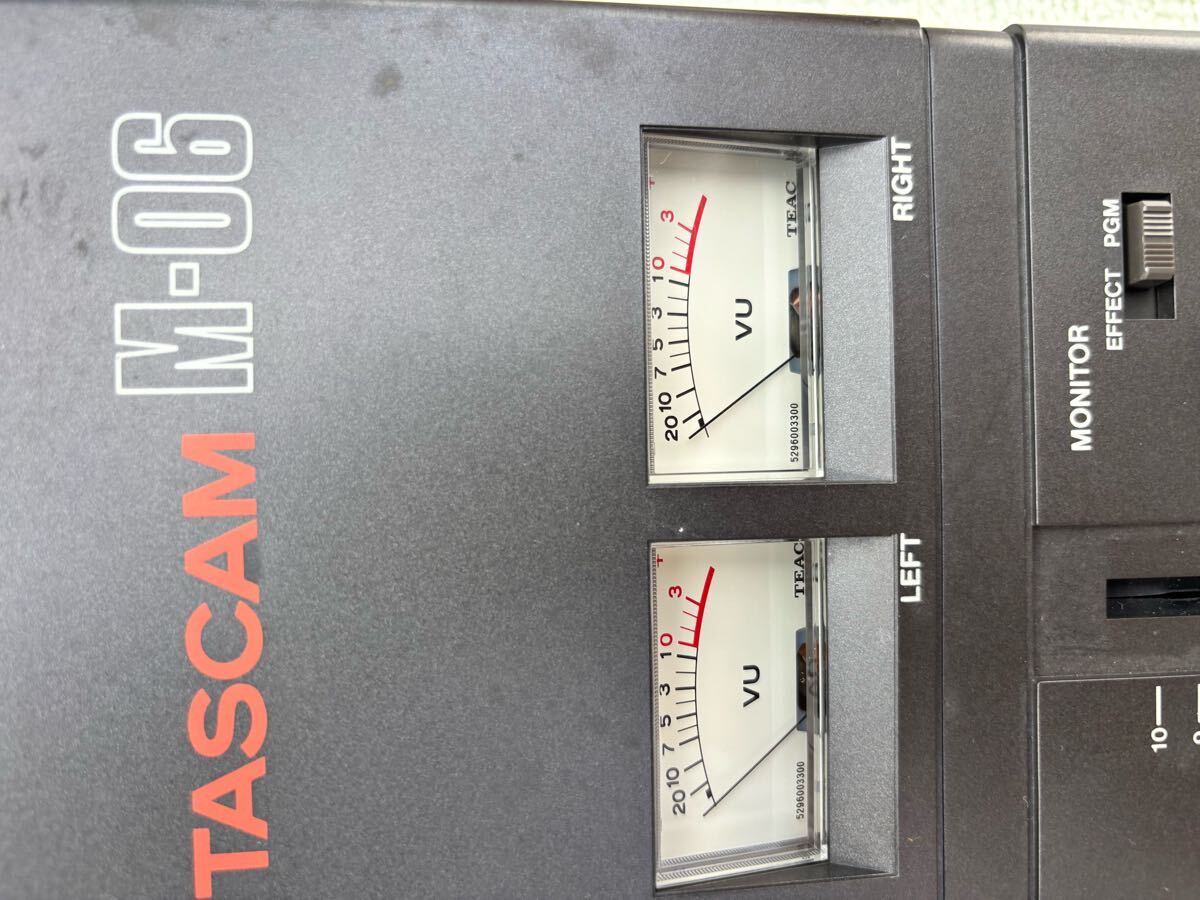 TASCAM M-06
20 10 7 5 3 1 0 3 +
VU
5296003300
TEAC
LEFT
20 10 7 5 3 1 0 3 +
VU
5296003300
TEAC
RIGHT
MONITOR
EFFECT PGM
10